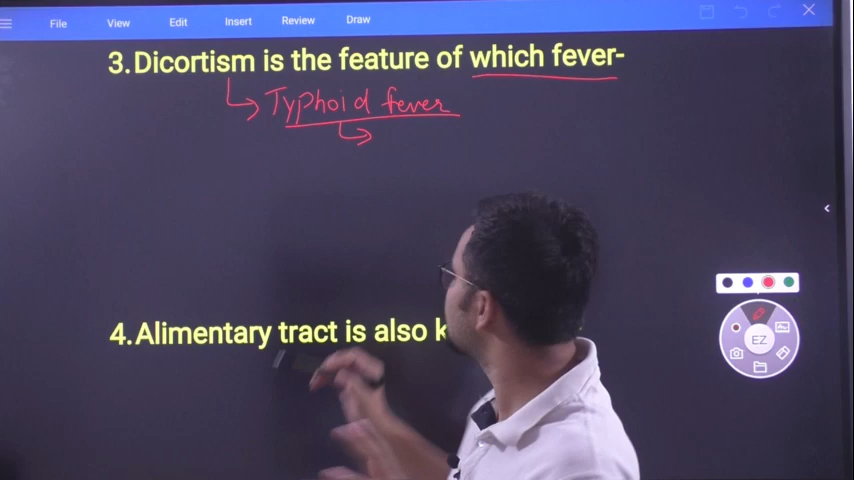 File View Edit Insert Review Draw
3.Dicortism is the feature of which fever-
Typhoid fever
4.Alimentary tract is also
EZ